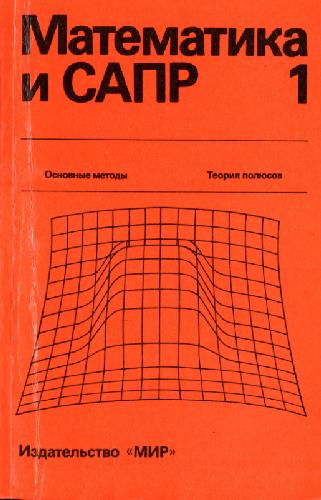 Математика
и САПР 1
Основные методы Теория полюсов
Издательство «МИР»